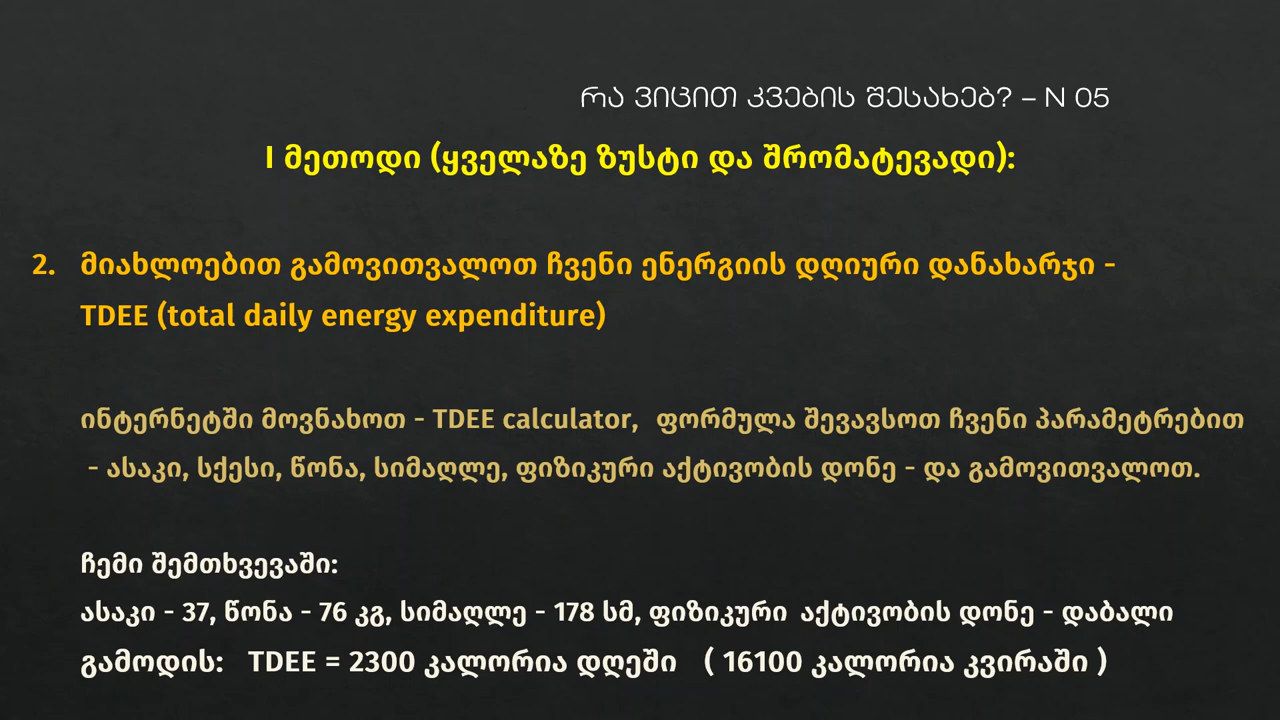 რა ვიცით კვების შესახებ? – N 05
I მეთოდი (ყველაზე ზუსტი და შრომატევადი):
2. მიახლოებით გამოვითვალოთ ჩვენი ენერგიის დღიური დანახარჯი -
TDEE (total daily energy expenditure)
ინტერნეტში მოვნახოთ - TDEE calculator, ფორმულა შევავსოთ ჩვენი პარამეტრებით
- ასაკი, სქესი, წონა, სიმაღლე, ფიზიკური აქტივობის დონე - და გამოვითვალოთ.
ჩემი შემთხვევაში:
ასაკი - 37, წონა - 76 კგ, სიმაღლე - 178 სმ, ფიზიკური აქტივობის დონე - დაბალი
გამოდის: TDEE = 2300 კალორია დღეში ( 16100 კალორია კვირაში )